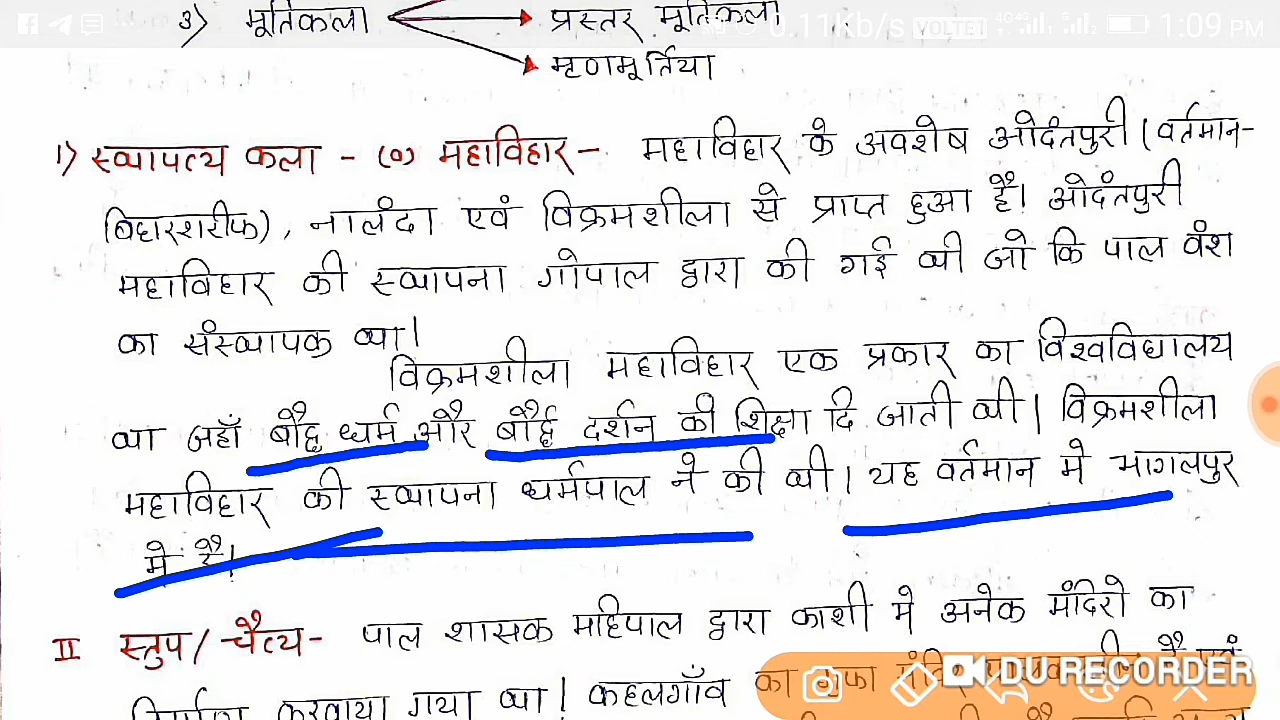 3) मूर्तिकला प्रस्तर मूर्तिकला
0.11Kb/s VOLTE 1:09 PM
मृणमूर्तिया
1) स्थापत्य कला - (a) महाविहार - महाविहार के अवशेष ओदंतपुरी (वर्तमान-
बिहारशरीफ), नालंदा एवं विक्रमशीला से प्राप्त हुआ है। ओदंतपुरी
महाविहार की स्थापना गोपाल द्वारा की गई थी जो कि पाल वंश
का संस्थापक था।
विक्रमशीला महाविहार एक प्रकार का विश्वविद्यालय
था जहाँ बौद्ध धर्म और बौद्ध दर्शन की शिक्षा दि जाती थी। विक्रमशीला
महाविहार की स्थापना धर्मपाल ने की थी। यह वर्तमान मे भागलपुर
मे है।
II स्तुप/चैत्य- पाल शासक महिपाल द्वारा काशी मे अनेक मंदिरो का
निर्माण करवाया गया था। कहलगाँव का गुफा मंदिर
DU RECORDER